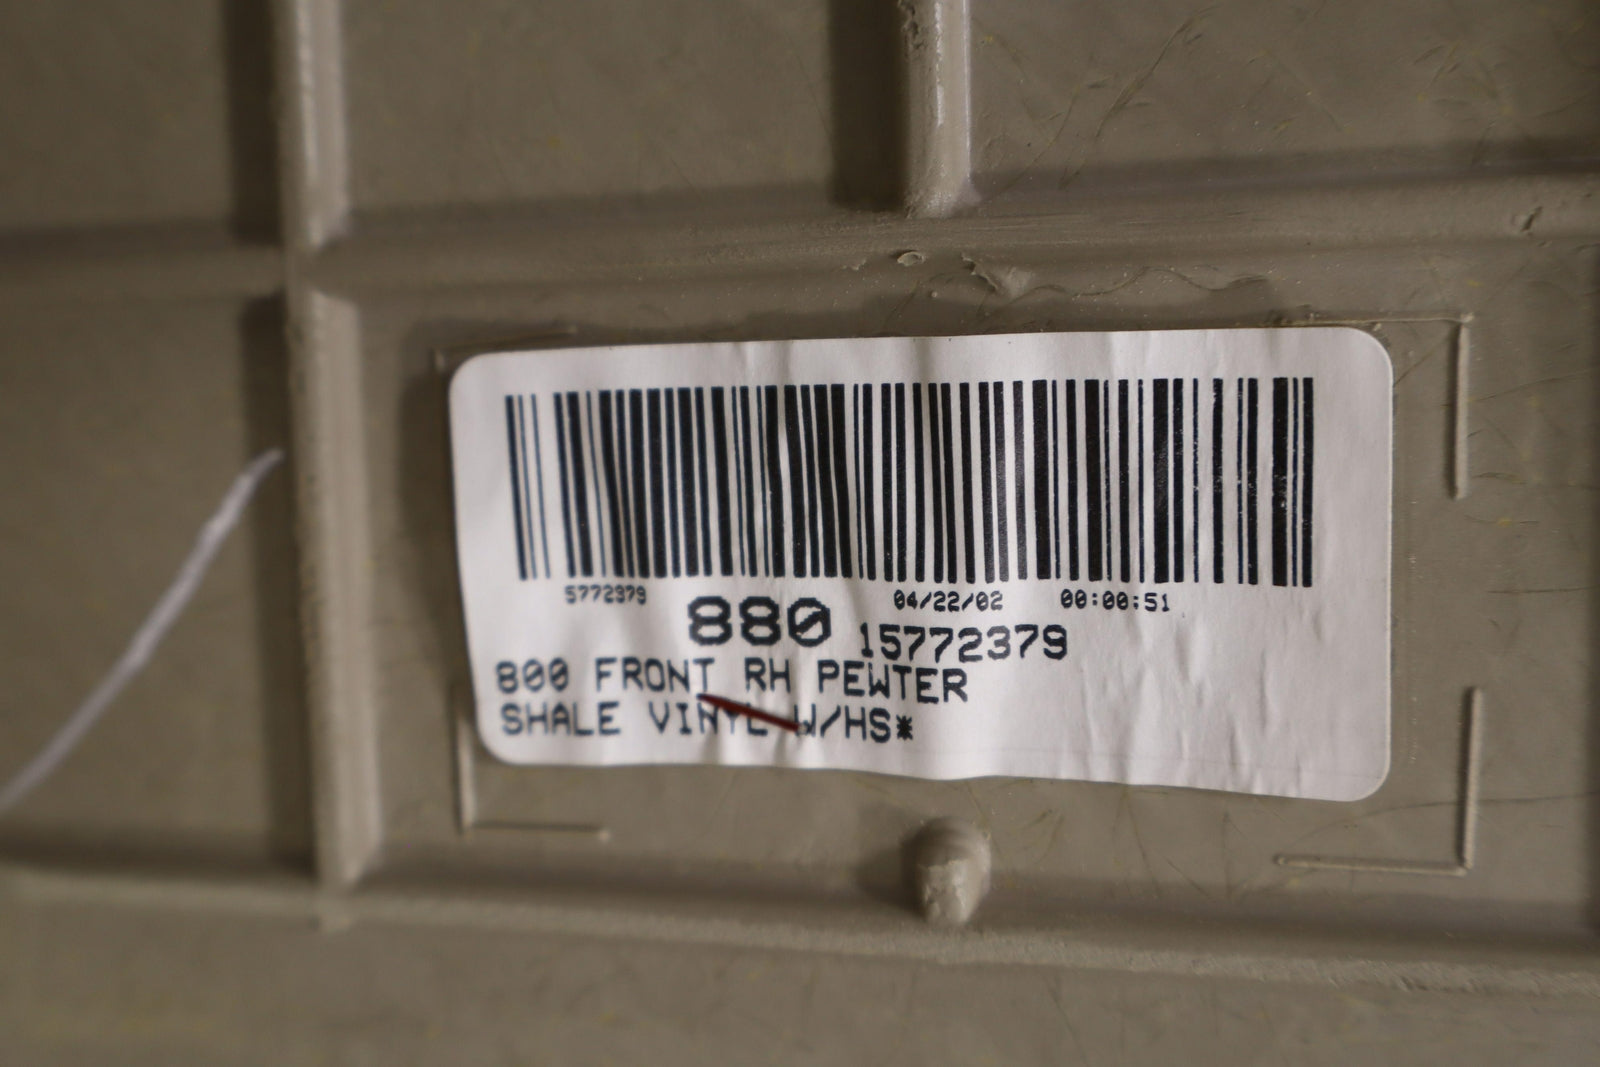 5772379 880 04/22/02 00:00:51
15772379
800 FRONT RH PEWTER
SHALE VINYL W/HS*